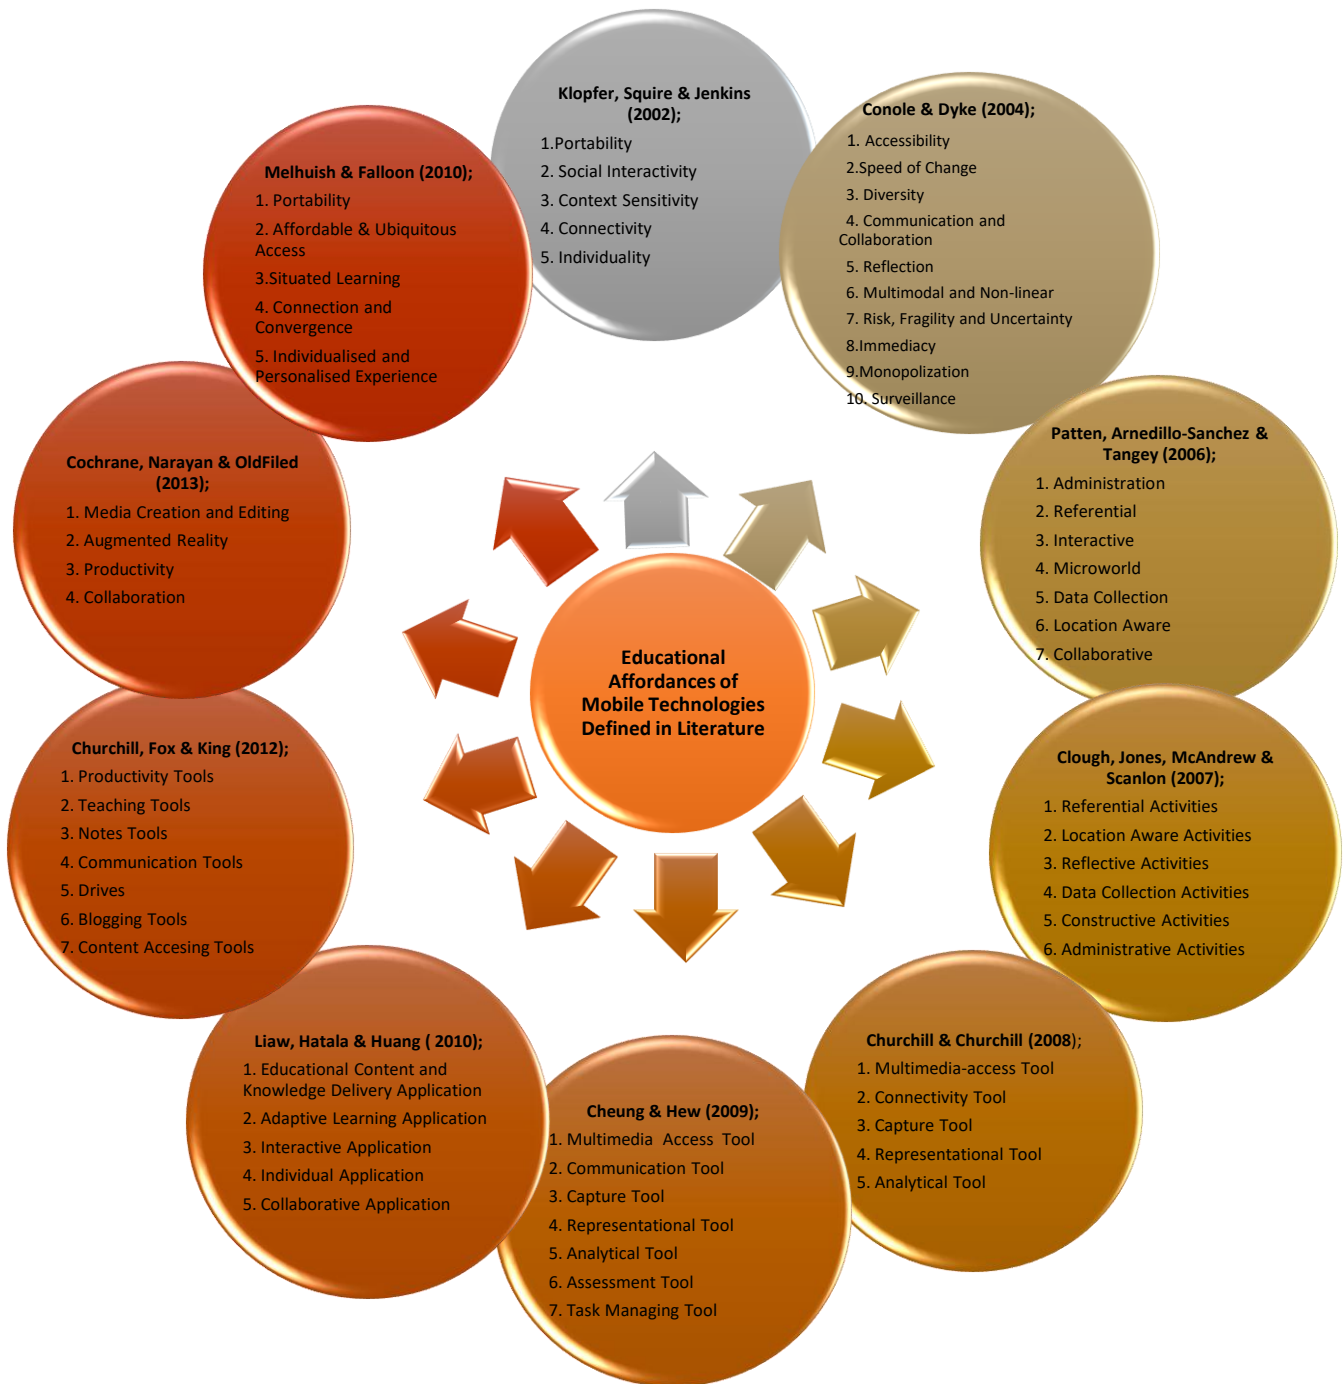 Klopfer, Squire & Jenkins
(2002);
1.Portability
2. Social Interactivity
3. Context Sensitivity
4. Connectivity
5. Individuality
Conole & Dyke (2004);
1. Accessibility
2.Speed of Change
3. Diversity
4. Communication and
Collaboration
5. Reflection
6. Multimodal and Non-linear
7. Risk, Fragility and Uncertainty
8.Immediacy
9.Monopolization
10. Surveillance
Patten, Arnedillo-Sanchez &
Tangey (2006);
1. Administration
2. Referential
3. Interactive
4. Microworld
5. Data Collection
6. Location Aware
7. Collaborative
Clough, Jones, McAndrew &
Scanlon (2007);
1. Referential Activities
2. Location Aware Activities
3. Reflective Activities
4. Data Collection Activities
5. Constructive Activities
6. Administrative Activities
Churchill & Churchill (2008);
1. Multimedia-access Tool
2. Connectivity Tool
3. Capture Tool
4. Representational Tool
5. Analytical Tool
Cheung & Hew (2009);
1. Multimedia Access Tool
2. Communication Tool
3. Capture Tool
4. Representational Tool
5. Analytical Tool
6. Assessment Tool
7. Task Managing Tool
Liaw, Hatala & Huang ( 2010);
1. Educational Content and
Knowledge Delivery Application
2. Adaptive Learning Application
3. Interactive Application
4. Individual Application
5. Collaborative Application
Churchill, Fox & King (2012);
1. Productivity Tools
2. Teaching Tools
3. Notes Tools
4. Communication Tools
5. Drives
6. Blogging Tools
7. Content Accesing Tools
Cochrane, Narayan & OldFiled
(2013);
1. Media Creation and Editing
2. Augmented Reality
3. Productivity
4. Collaboration
Melhuish & Falloon (2010);
1. Portability
2. Affordable & Ubiquitous
Access
3.Situated Learning
4. Connection and
Convergence
5. Individualised and
Personalised Experience
Educational
Affordances of
Mobile Technologies
Defined in Literature